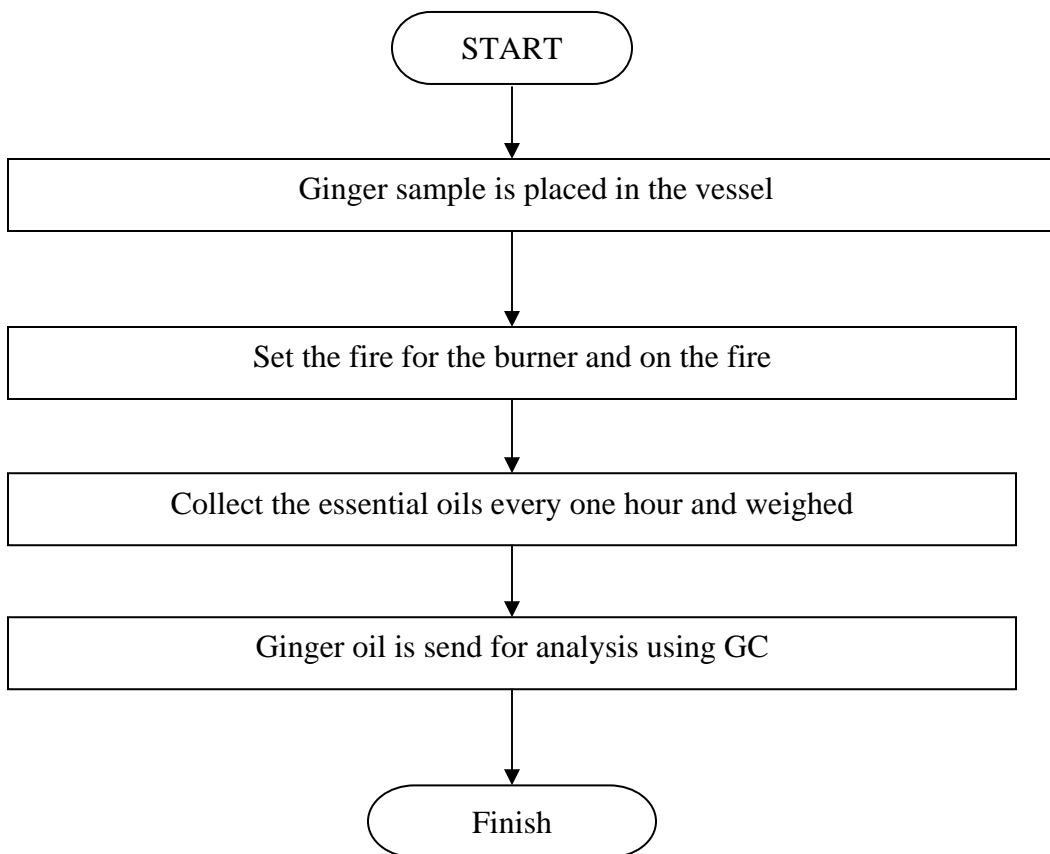 START
Ginger sample is placed in the vessel
Set the fire for the burner and on the fire
Collect the essential oils every one hour and weighed
Ginger oil is send for analysis using GC
Finish